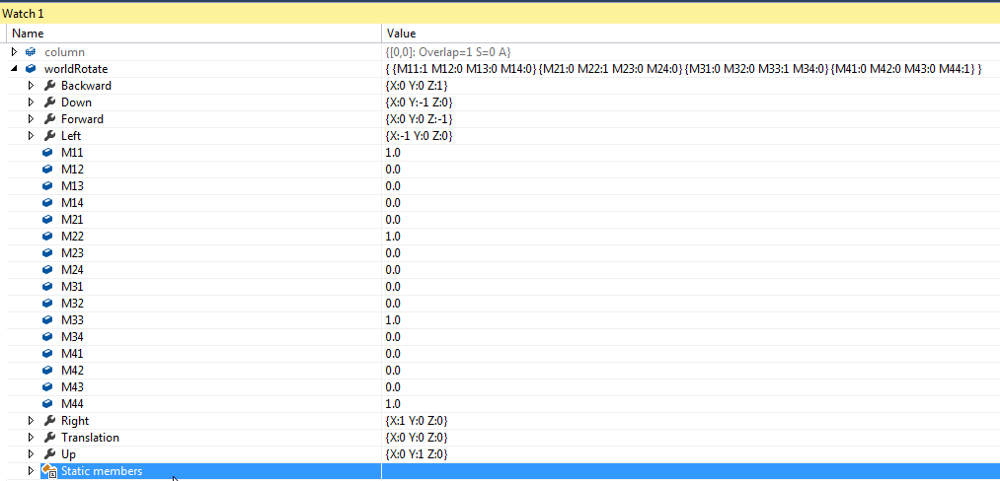 Watch 1
Name Value
column {[0,0]: Overlap=1 S=0 A}
worldRotate { {M11:1 M12:0 M13:0 M14:0} {M21:0 M22:1 M23:0 M24:0} {M31:0 M32:0 M33:1 M34:0} {M41:0 M42:0 M43:0 M44:1} }
Backward {X:0 Y:0 Z:1}
Down {X:0 Y:-1 Z:0}
Forward {X:0 Y:0 Z:-1}
Left {X:-1 Y:0 Z:0}
M11 1.0
M12 0.0
M13 0.0
M14 0.0
M21 0.0
M22 1.0
M23 0.0
M24 0.0
M31 0.0
M32 0.0
M33 1.0
M34 0.0
M41 0.0
M42 0.0
M43 0.0
M44 1.0
Right {X:1 Y:0 Z:0}
Translation {X:0 Y:0 Z:0}
Up {X:0 Y:1 Z:0}
Static members